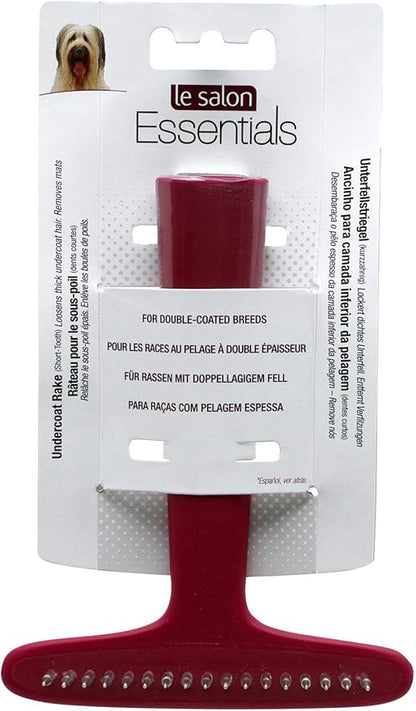 le salon
Essentials
Undercoat Rake (Short-Tooth) Loosens thick undercoat hair. Removes mats
Râteau pour le sous-poil (dents courtes)
Relâche le sous-poil épais. Enlève les boules de poils.
FOR DOUBLE-COATED BREEDS
POUR LES RACES AU PELAGE À DOUBLE ÉPAISSEUR
FÜR RASSEN MIT DOPPELLAGIGEM FELL
PARA RAÇAS COM PELAGEM ESPESSA
*Español, ver atrás
Unterfellstriegel (kurzzahnig) Lockert dichtes Unterfell. Entfernt Verfilzungen
Ancinho para camada inferior da pelagem (dentes curtos)
Desembaraça o pêlo espesso da camada inferior da pelagem – Remove nós